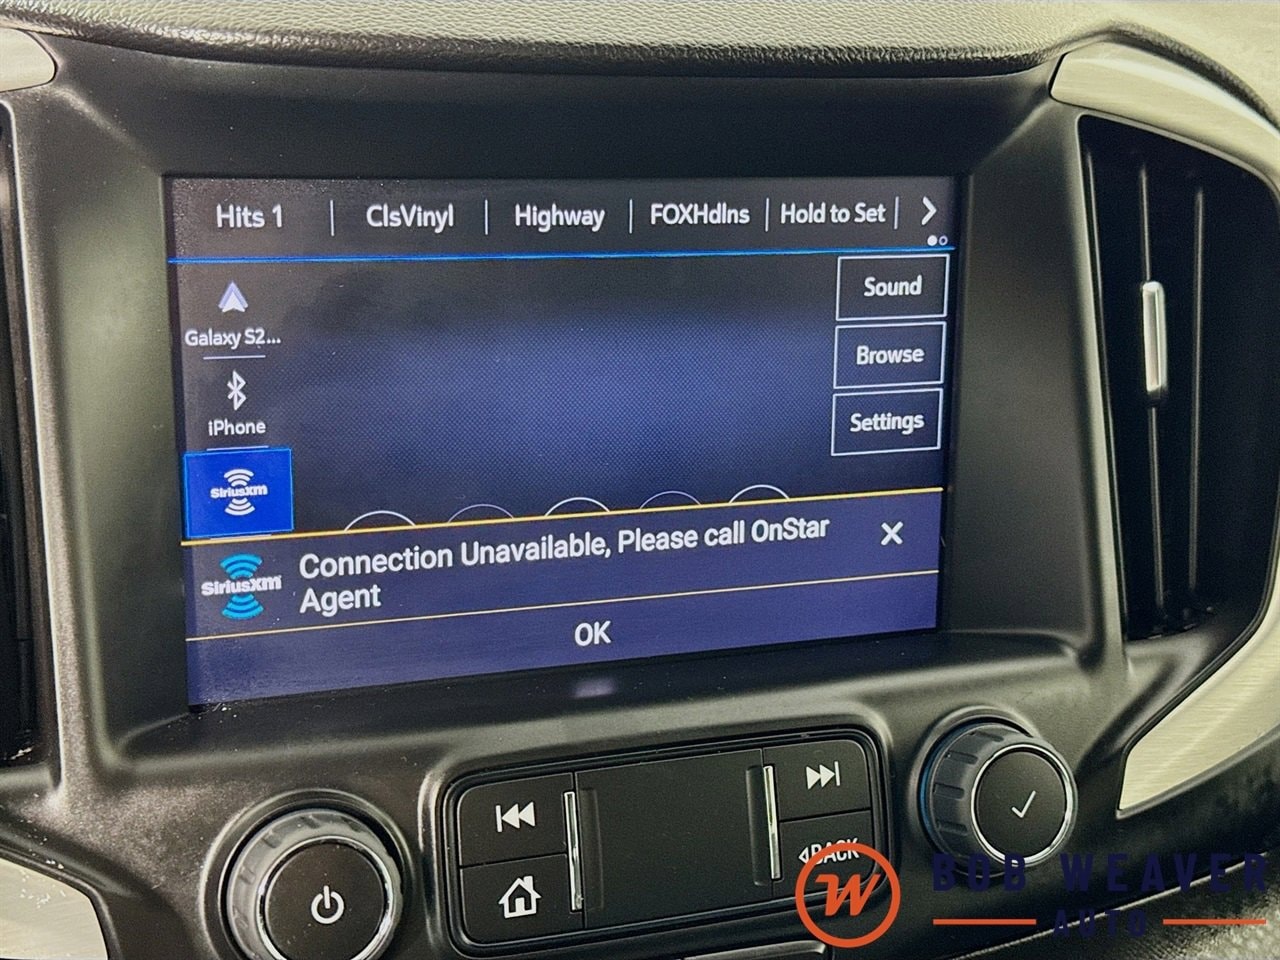 Hits 1
ClsVinyl
Highway
FOXHdlns
Hold to Set
Sound
Galaxy S2...
Browse
iPhone
Settings
SiriusXm
SiriusXm
Connection Unavailable, Please call OnStar
Agent
OK
BACK
BOB WEAVER
AUTO